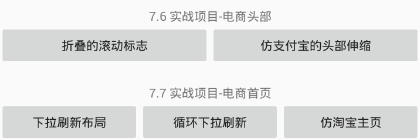 7.6 实战项目-电商头部
折叠的滚动标志 仿支付宝的头部伸缩
7.7 实战项目-电商首页
下拉刷新布局 循环下拉刷新 仿淘宝主页